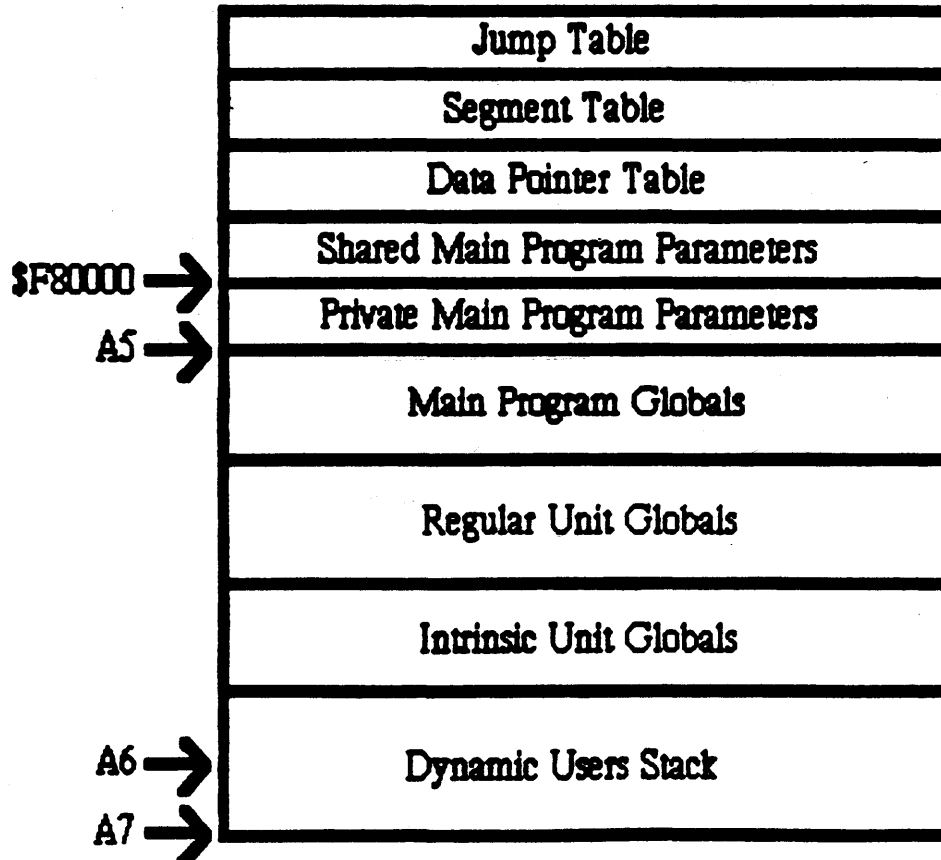 Jump Table
Segment Table
Data Pointer Table
Shared Main Program Parameters
$F80000
Private Main Program Parameters
A5
Main Program Globals
Regular Unit Globals
Intrinsic Unit Globals
A6
Dynamic Users Stack
A7